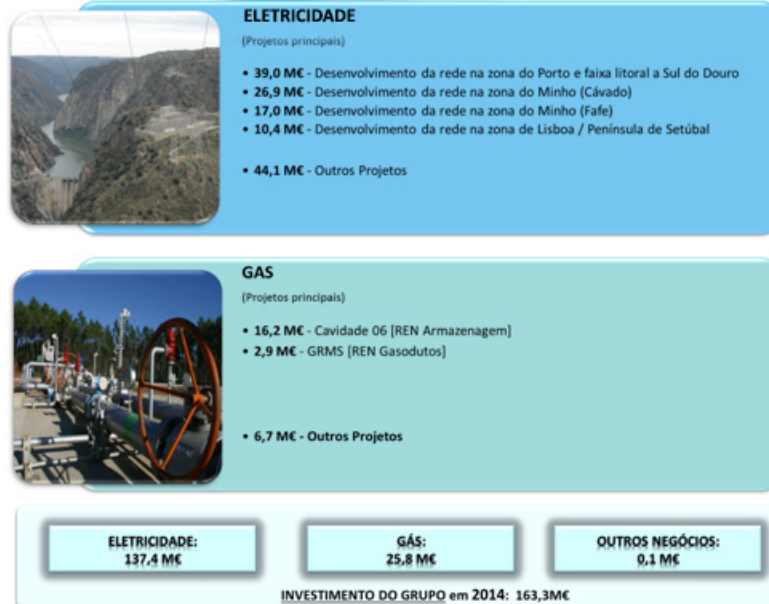 ELETRICIDADE
(Projetos principais)
• 39,0 M€ - Desenvolvimento da rede na zona do Porto e faixa litoral a Sul do Douro
• 26,9 M€ - Desenvolvimento da rede na zona do Minho (Cávado)
• 17,0 M€ - Desenvolvimento da rede na zona do Minho (Fafe)
• 10,4 M€ - Desenvolvimento da rede na zona de Lisboa / Península de Setúbal
• 44,1 M€ - Outros Projetos
GAS
(Projetos principais)
• 16,2 M€ - Cavidade 06 [REN Armazenagem]
• 2,9 M€ - GRMS [REN Gasodutos]
• 6,7 M€ - Outros Projetos
ELETRICIDADE:
137,4 M€
GÁS:
25,8 M€
OUTROS NEGÓCIOS:
0,1 M€
INVESTIMENTO DO GRUPO em 2014: 163,3M€